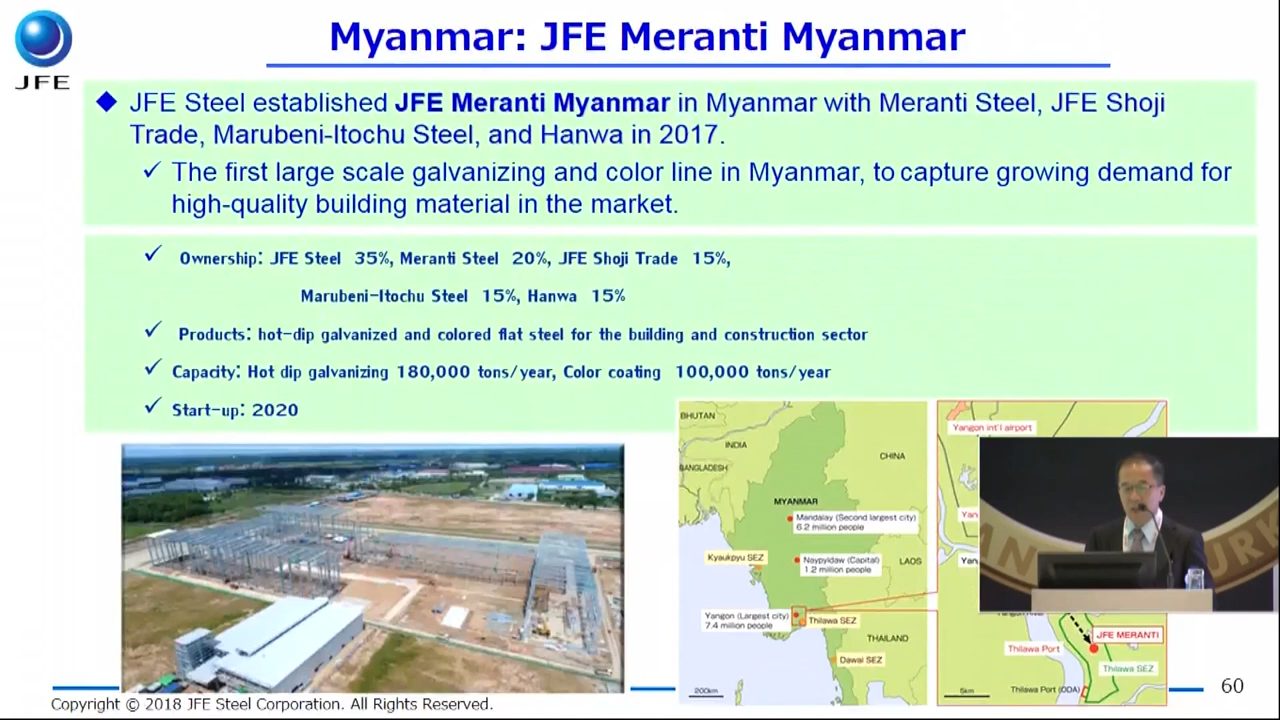 JFE
Myanmar: JFE Meranti Myanmar
◆ JFE Steel established JFE Meranti Myanmar in Myanmar with Meranti Steel, JFE Shoji
Trade, Marubeni-Itochu Steel, and Hanwa in 2017.
✓ The first large scale galvanizing and color line in Myanmar, to capture growing demand for
high-quality building material in the market.
✓ Ownership: JFE Steel 35%, Meranti Steel 20%, JFE Shoji Trade 15%,
Marubeni-Itochu Steel 15%, Hanwa 15%
✓ Products: hot-dip galvanized and colored flat steel for the building and construction sector
✓ Capacity: Hot dip galvanizing 180,000 tons/year, Color coating 100,000 tons/year
✓ Start-up: 2020
BHUTAN
INDIA
BANGLADESH
CHINA
MYANMAR
Mandalay (Second largest city)
6.2 million people
Kyaukpyu SEZ
Naypyidaw (Capital)
1.2 million people
LAOS
Yangon (Largest city)
7.4 million people
Thilawa SEZ
THAILAND
Dawai SEZ
200km
Yangon int'l airport
Yan
Yan
JFE MERANTI
Thilawa Port
Thilawa SEZ
Thilawa Port (ODA)
5km
60
Copyright © 2018 JFE Steel Corporation. All Rights Reserved.